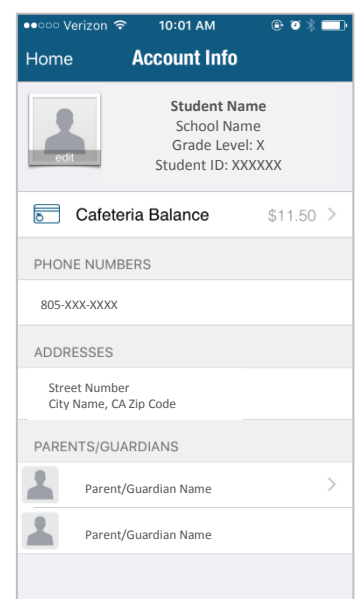 Verizon 10:01 AM
Home Account Info
edit
Student Name
School Name
Grade Level: X
Student ID: XXXXXX
Cafeteria Balance $11.50
PHONE NUMBERS
805-XXX-XXXX
ADDRESSES
Street Number
City Name, CA Zip Code
PARENTS/GUARDIANS
Parent/Guardian Name
Parent/Guardian Name